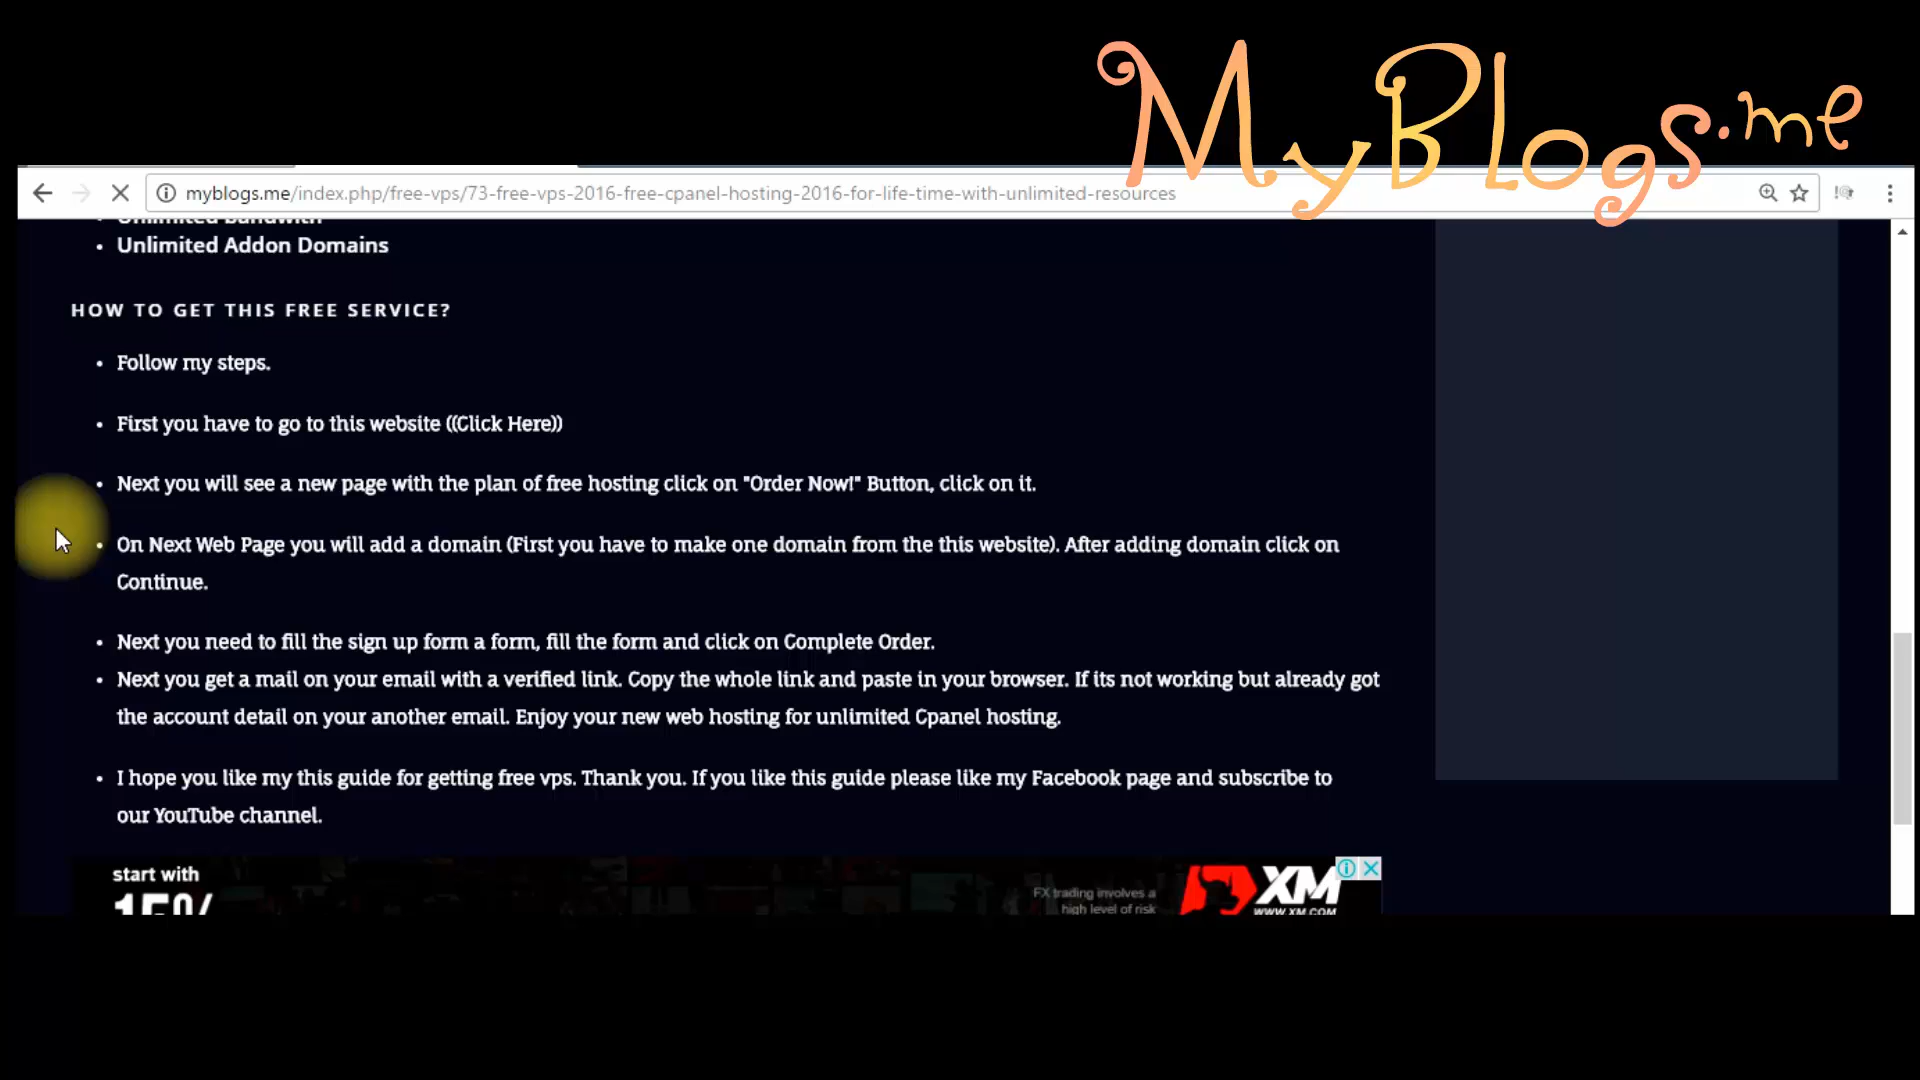 MyBlogs.me
myblogs.me/index.php/free-vps/73-free-vps-2016-free-cpanel-hosting-2016-for-life-time-with-unlimited-resources
Unlimited Bandwith
Unlimited Addon Domains
HOW TO GET THIS FREE SERVICE?
Follow my steps.
First you have to go to this website ((Click Here))
Next you will see a new page with the plan of free hosting click on "Order Now!" Button, click on it.
On Next Web Page you will add a domain (First you have to make one domain from the this website). After adding domain click on
Continue.
Next you need to fill the sign up form a form, fill the form and click on Complete Order.
Next you get a mail on your email with a verified link. Copy the whole link and paste in your browser. If its not working but already got
the account detail on your another email. Enjoy your new web hosting for unlimited Cpanel hosting.
I hope you like my this guide for getting free vps. Thank you. If you like this guide please like my Facebook page and subscribe to
our YouTube channel.
start with
15%
FX trading involves a
high level of risk
XM
WWW.XM.COM